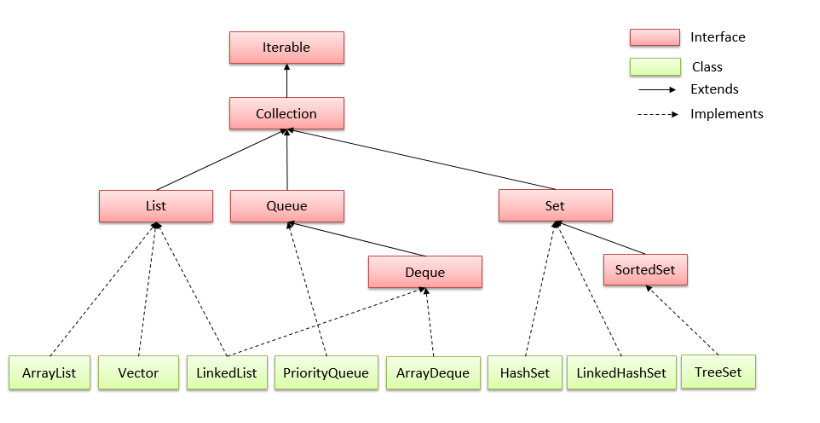 Iterable
Interface
Class
Extends
Implements
Collection
List
Queue
Set
Deque
SortedSet
ArrayList
Vector
LinkedList
PriorityQueue
ArrayDeque
HashSet
LinkedHashSet
TreeSet